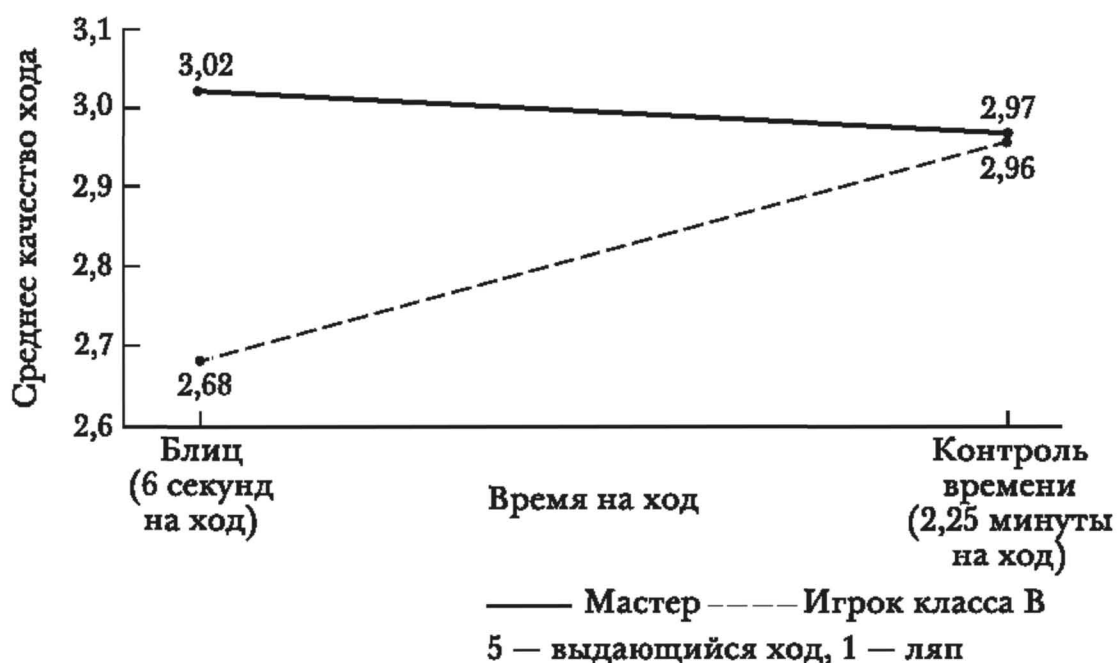 Среднее качество хода
3,1
3,0
2,9
2,8
2,7
2,6
3,02
2,97
2,96
2,68
Блиц
(6 секунд
на ход)
Время на ход
Контроль
времени
(2,25 минуты
на ход)
Мастер Игрок класса В
5 — выдающийся ход, 1 — ляп